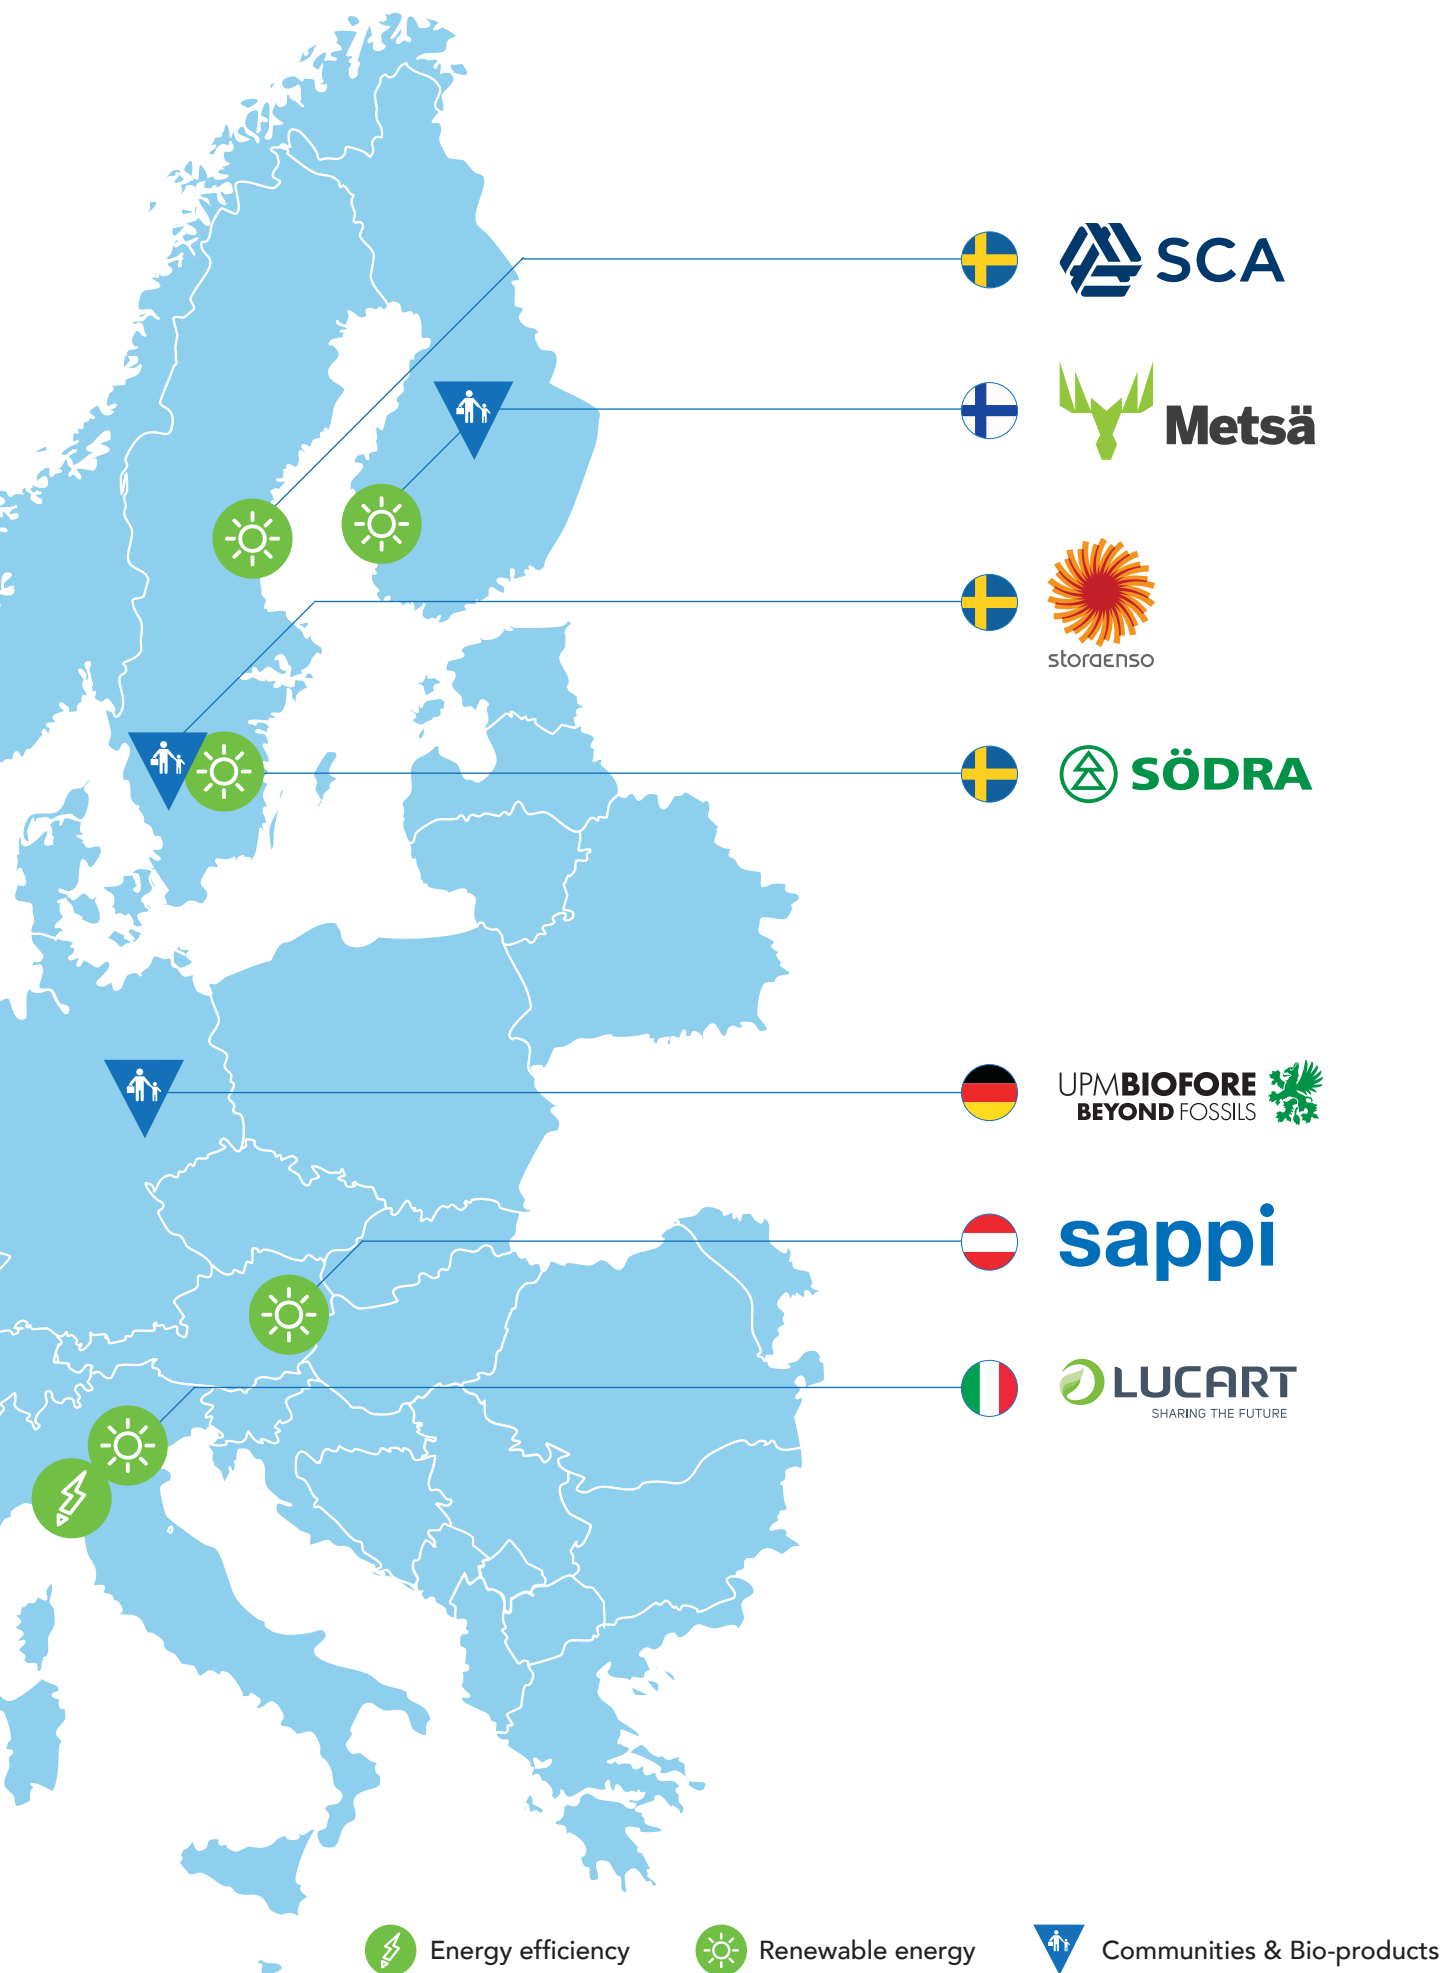 SCA
Metsä
storaenso
SÖDRA
UPMBIOFORE
BEYOND FOSSILS
sappi
LUCART
SHARING THE FUTURE
Energy efficiency
Renewable energy
Communities & Bio-products